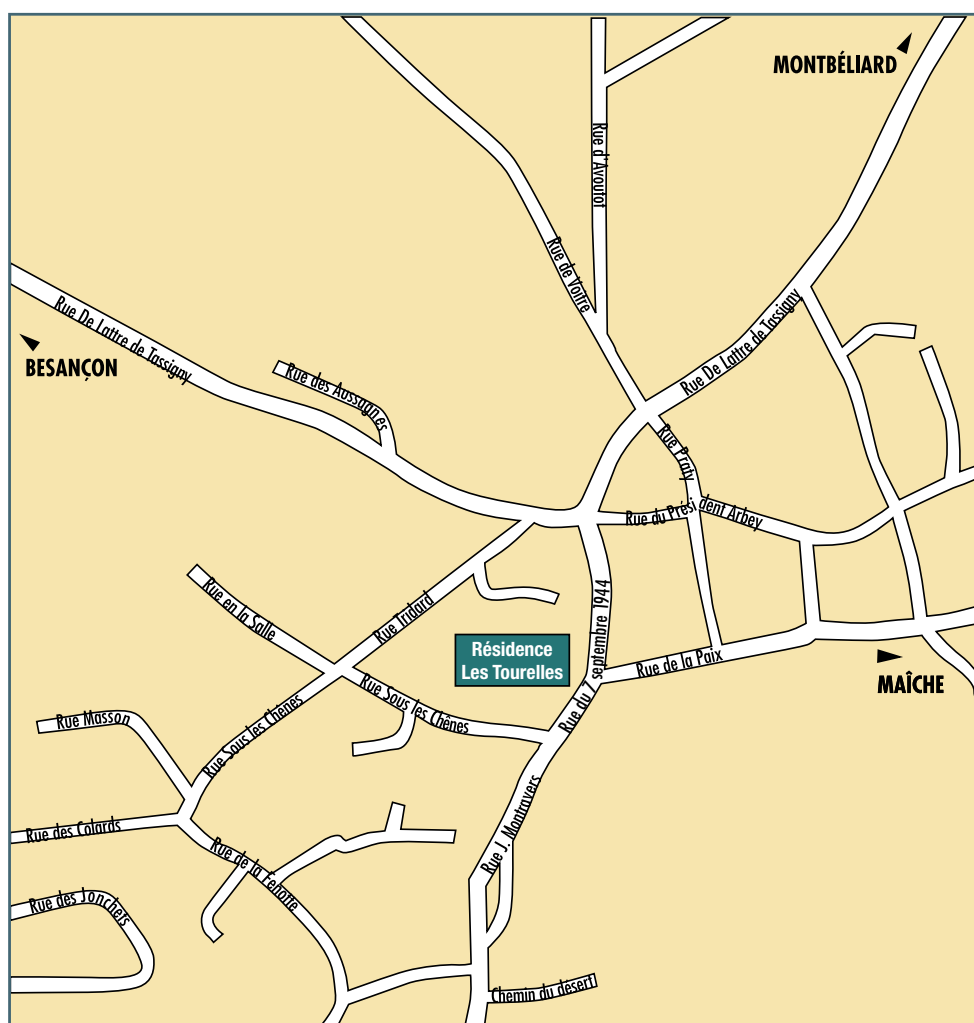 MONTBÉLIARD
Rue d'Avoutot
Rue de Voitre
Rue De Lattre de Tassigny
BESANÇON
Rue De Lattre de Tassigny
Rue des Aussagnes
Rue Praty
Rue du Président Arbey
Rue en la Salle
Rue Tridard
Rue du 7 septembre 1944
Résidence
Les Tourelles
Rue de la Paix
MAÎCHE
Rue Sous les Chênes
Rue Sous les Chênes
Rue Masson
Rue des Colards
Rue J. Montravers
Rue de la Fenotte
Rue des Jonchets
Chemin du désert